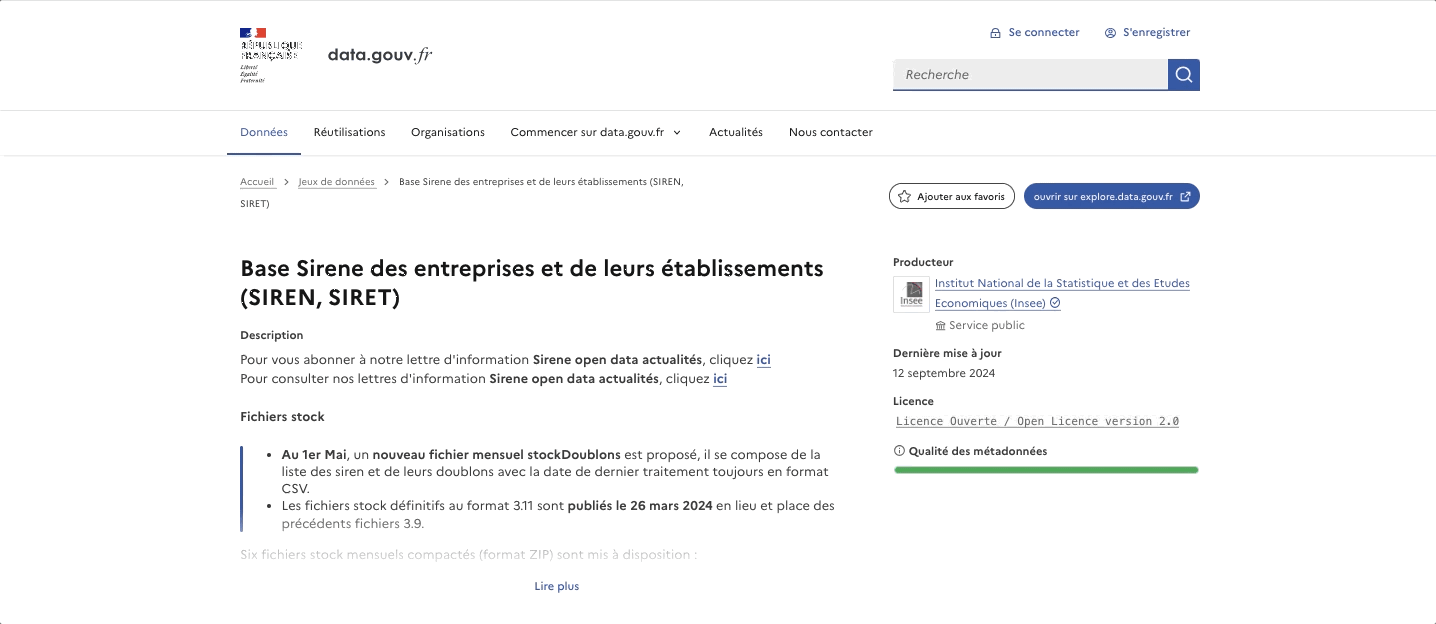 RÉPUBLIQUE
FRANÇAISE
Liberté
Égalité
Fraternité
data.gouv.fr
Se connecter
S'enregistrer
Recherche
Données
Réutilisations
Organisations
Commencer sur data.gouv.fr
Actualités
Nous contacter
Accueil > Jeux de données > Base Sirene des entreprises et de leurs établissements (SIREN,
SIRET)
Ajouter aux favoris
ouvrir sur explore.data.gouv.fr
Base Sirene des entreprises et de leurs établissements
(SIREN, SIRET)
Description
Pour vous abonner à notre lettre d'information Sirene open data actualités, cliquez ici
Pour consulter nos lettres d'information Sirene open data actualités, cliquez ici
Fichiers stock
• Au 1er Mai, un nouveau fichier mensuel stockDoublons est proposé, il se compose de la
liste des siren et de leurs doublons avec la date de dernier traitement toujours en format
CSV.
• Les fichiers stock définitifs au format 3.11 sont publiés le 26 mars 2024 en lieu et place des
précédents fichiers 3.9.
Six fichiers stock mensuels compactés (format ZIP) sont mis à disposition :
Lire plus
Producteur
Insee
Institut National de la Statistique et des Etudes
Economiques (Insee)
Service public
Dernière mise à jour
12 septembre 2024
Licence
Licence Ouverte / Open Licence version 2.0
Qualité des métadonnées